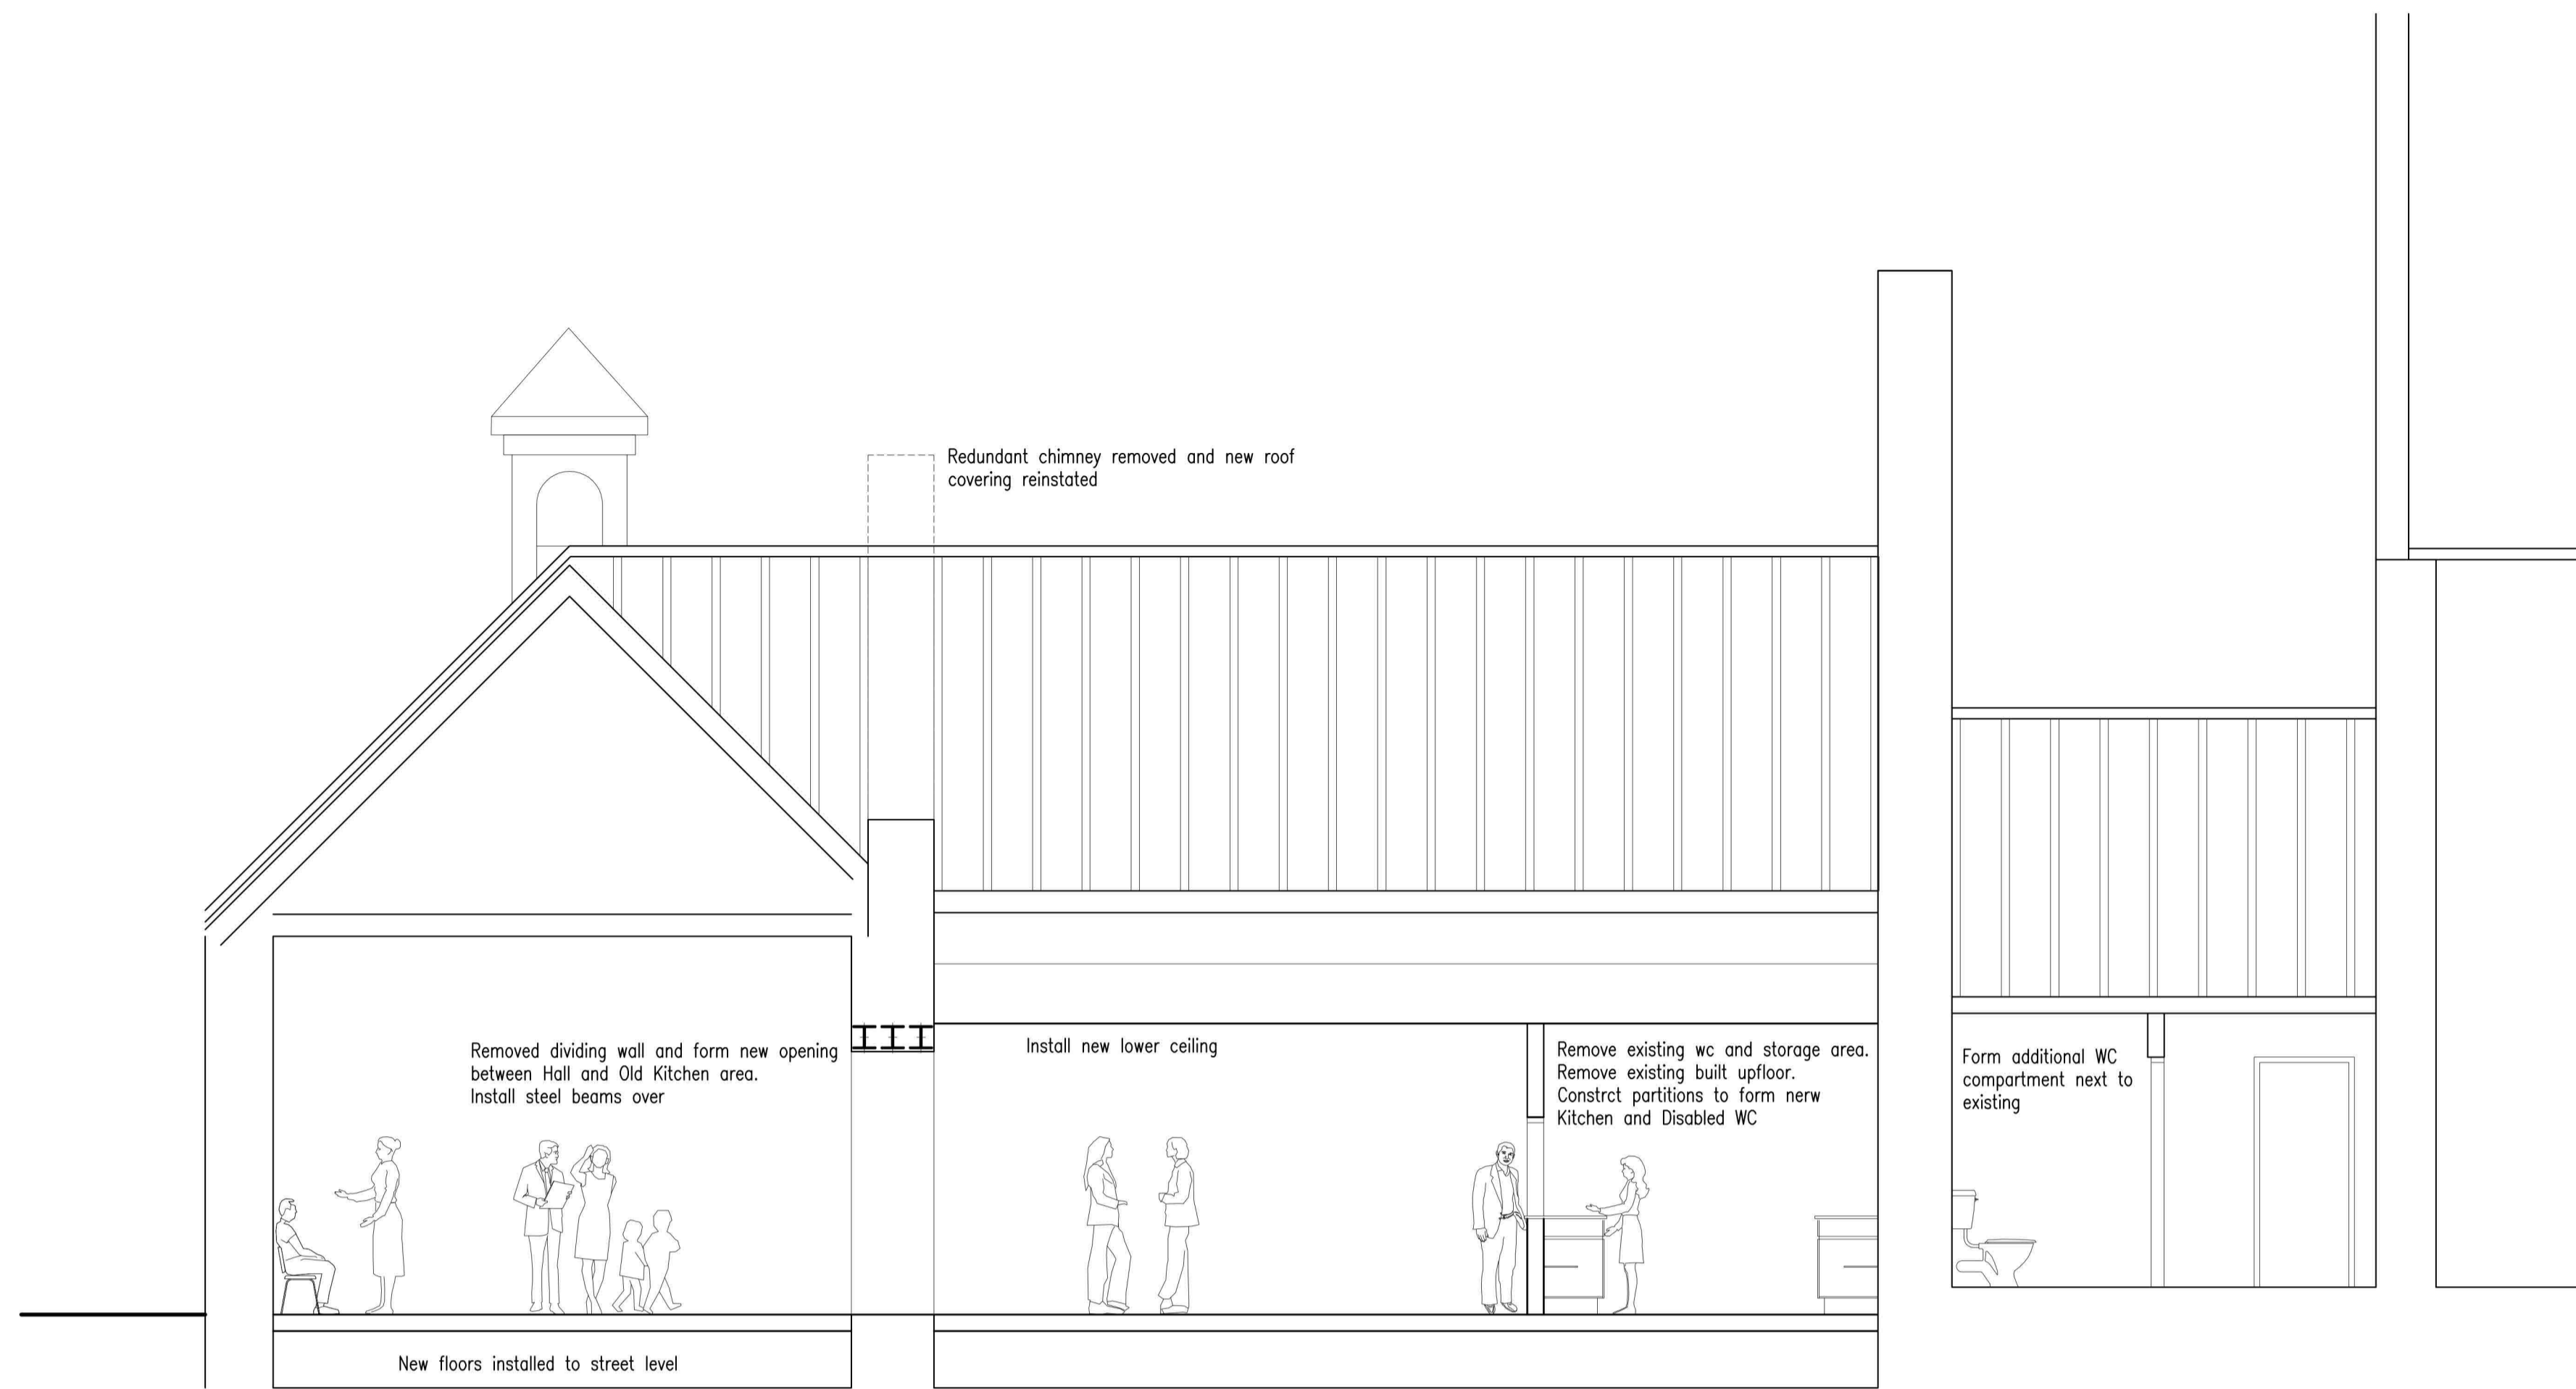 Redundant chimney removed and new roof
covering reinstated
Removed dividing wall and form new opening
between Hall and Old Kitchen area.
Install steel beams over
Install new lower ceiling
Remove existing wc and storage area.
Remove existing built upfloor.
Constrct partitions to form nerw
Kitchen and Disabled WC
Form additional WC
compartment next to
existing
New floors installed to street level